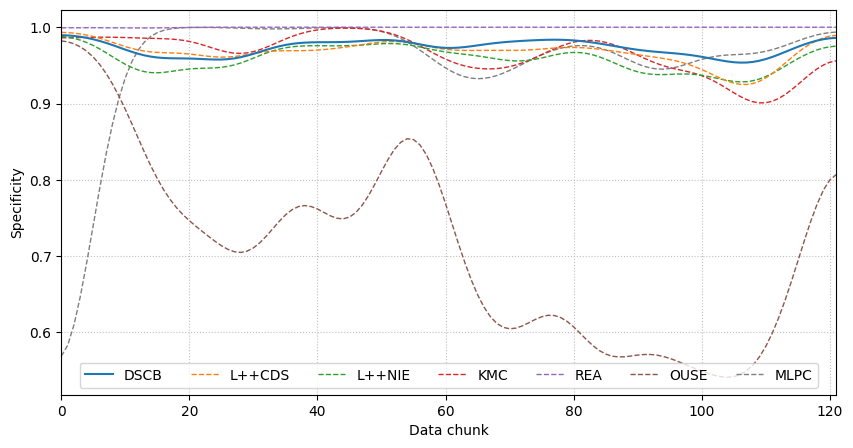 Specificity
1.0
0.9
0.8
0.7
0.6
DSCB L++CDS L++NIE KMC REA OUSE MLPC
0 20 40 60 80 100 120
Data chunk